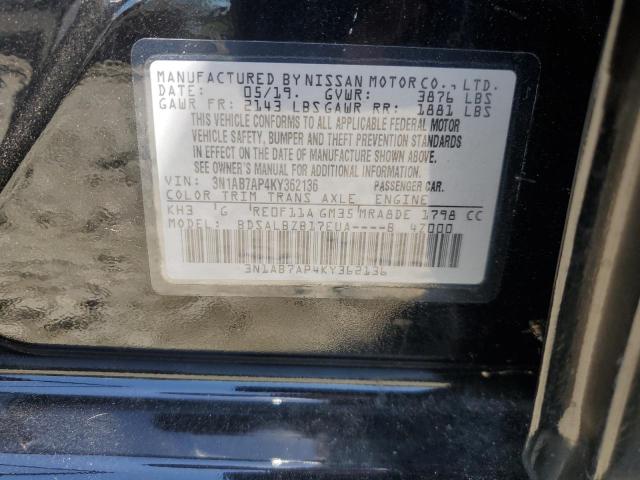 MANUFACTURED BY NISSAN MOTOR CO., LTD.
DATE: 05/19. GVWR: 3876 LBS
GAWR FR: 2143 LBS GAWR RR: 1881 LBS
THIS VEHICLE CONFORMS TO ALL APPLICABLE FEDERAL MOTOR
VEHICLE SAFETY, BUMPER AND THEFT PREVENTION STANDARDS
IN EFFECT ON THE DATE OF MANUFACTURE SHOWN ABOVE.
SEE OWNER'S MANUAL FOR ADDITIONAL INFORMATION
VIN: 3N1AB7AP4KY362136 PASSENGER CAR.
COLOR TRIM TRANS AXLE ENGINE
KH3 'G 'RE0F11A GM35 'MRA8DE 1798 CC
MODEL: BDSALBZB17EUA----B 4Z000
3N1AB7AP4KY362136